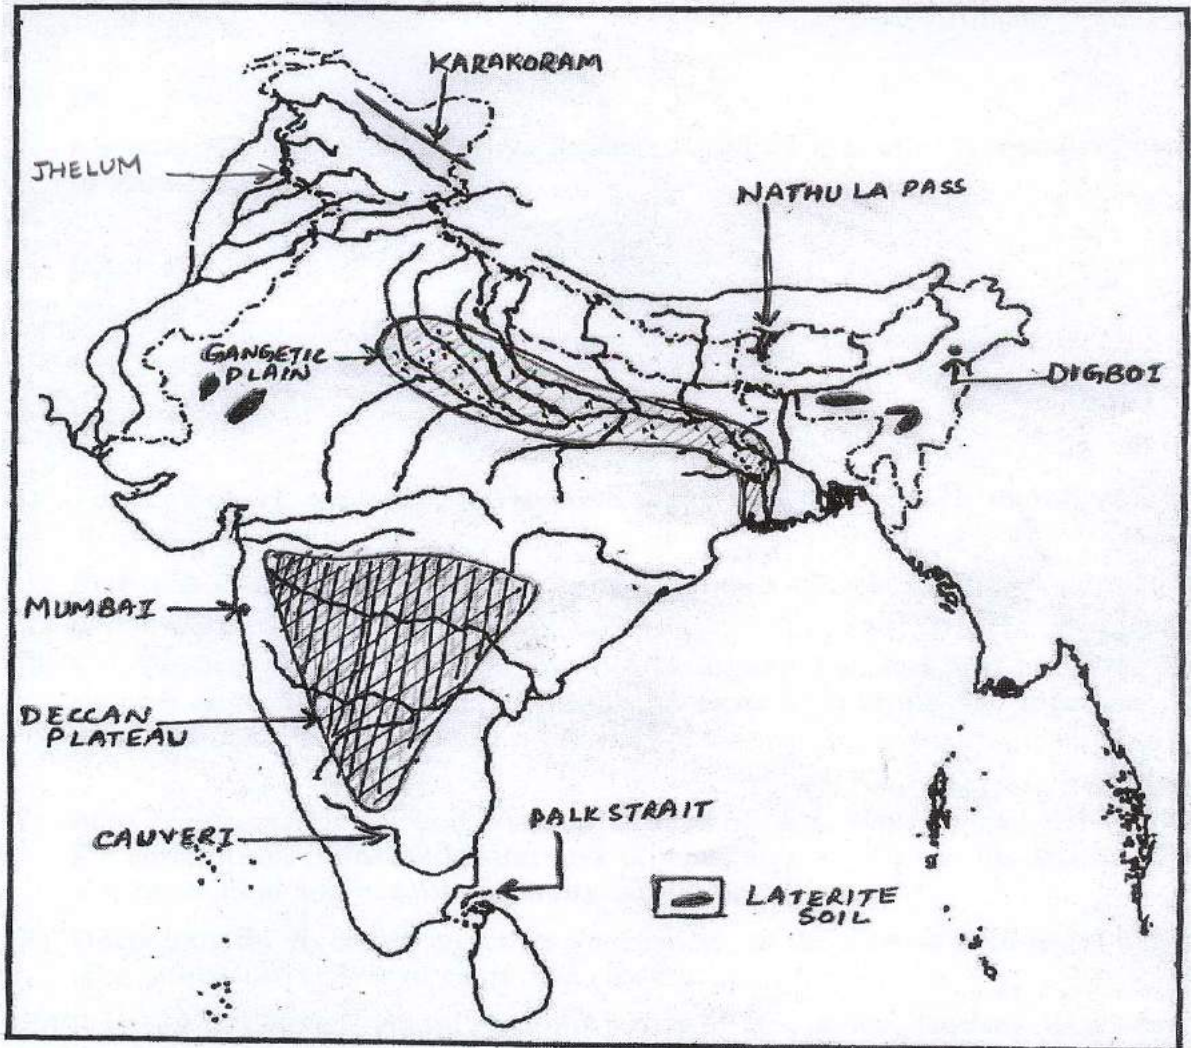 KARAKORAM
JHELUM
NATHU LA PASS
GANGETIC
PLAIN
DIGBOI
MUMBAI
DECCAN
PLATEAU
CAUVERI
PALK STRAIT
LATERITE
SOIL